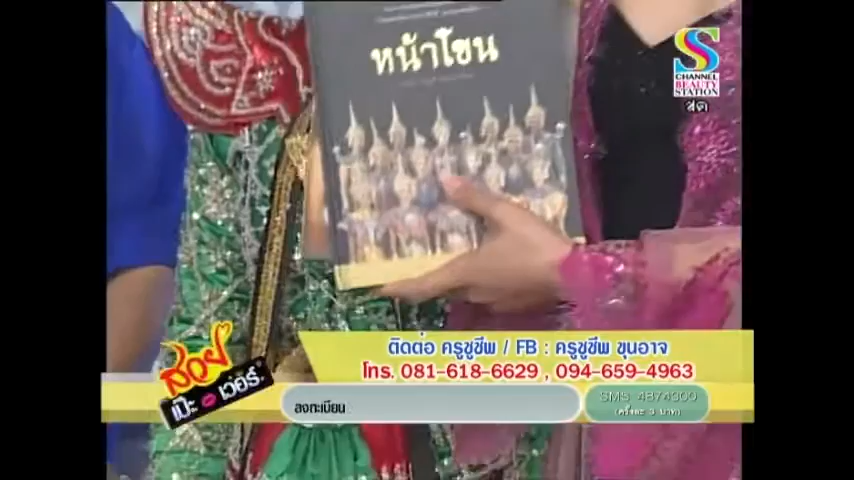 หน้าโขน
S
CHANNEL
BEAUTY
STATION
สด
ติดต่อ ครูชูชีพ / FB : ครูชูชีพ ขุนอาจ
โทร. 081-618-6629 , 094-659-4963
สวย
เป๊ะ เว่อร์
ลงทะเบียน
SMS 4874300
(ครั้งละ 3 บาท)